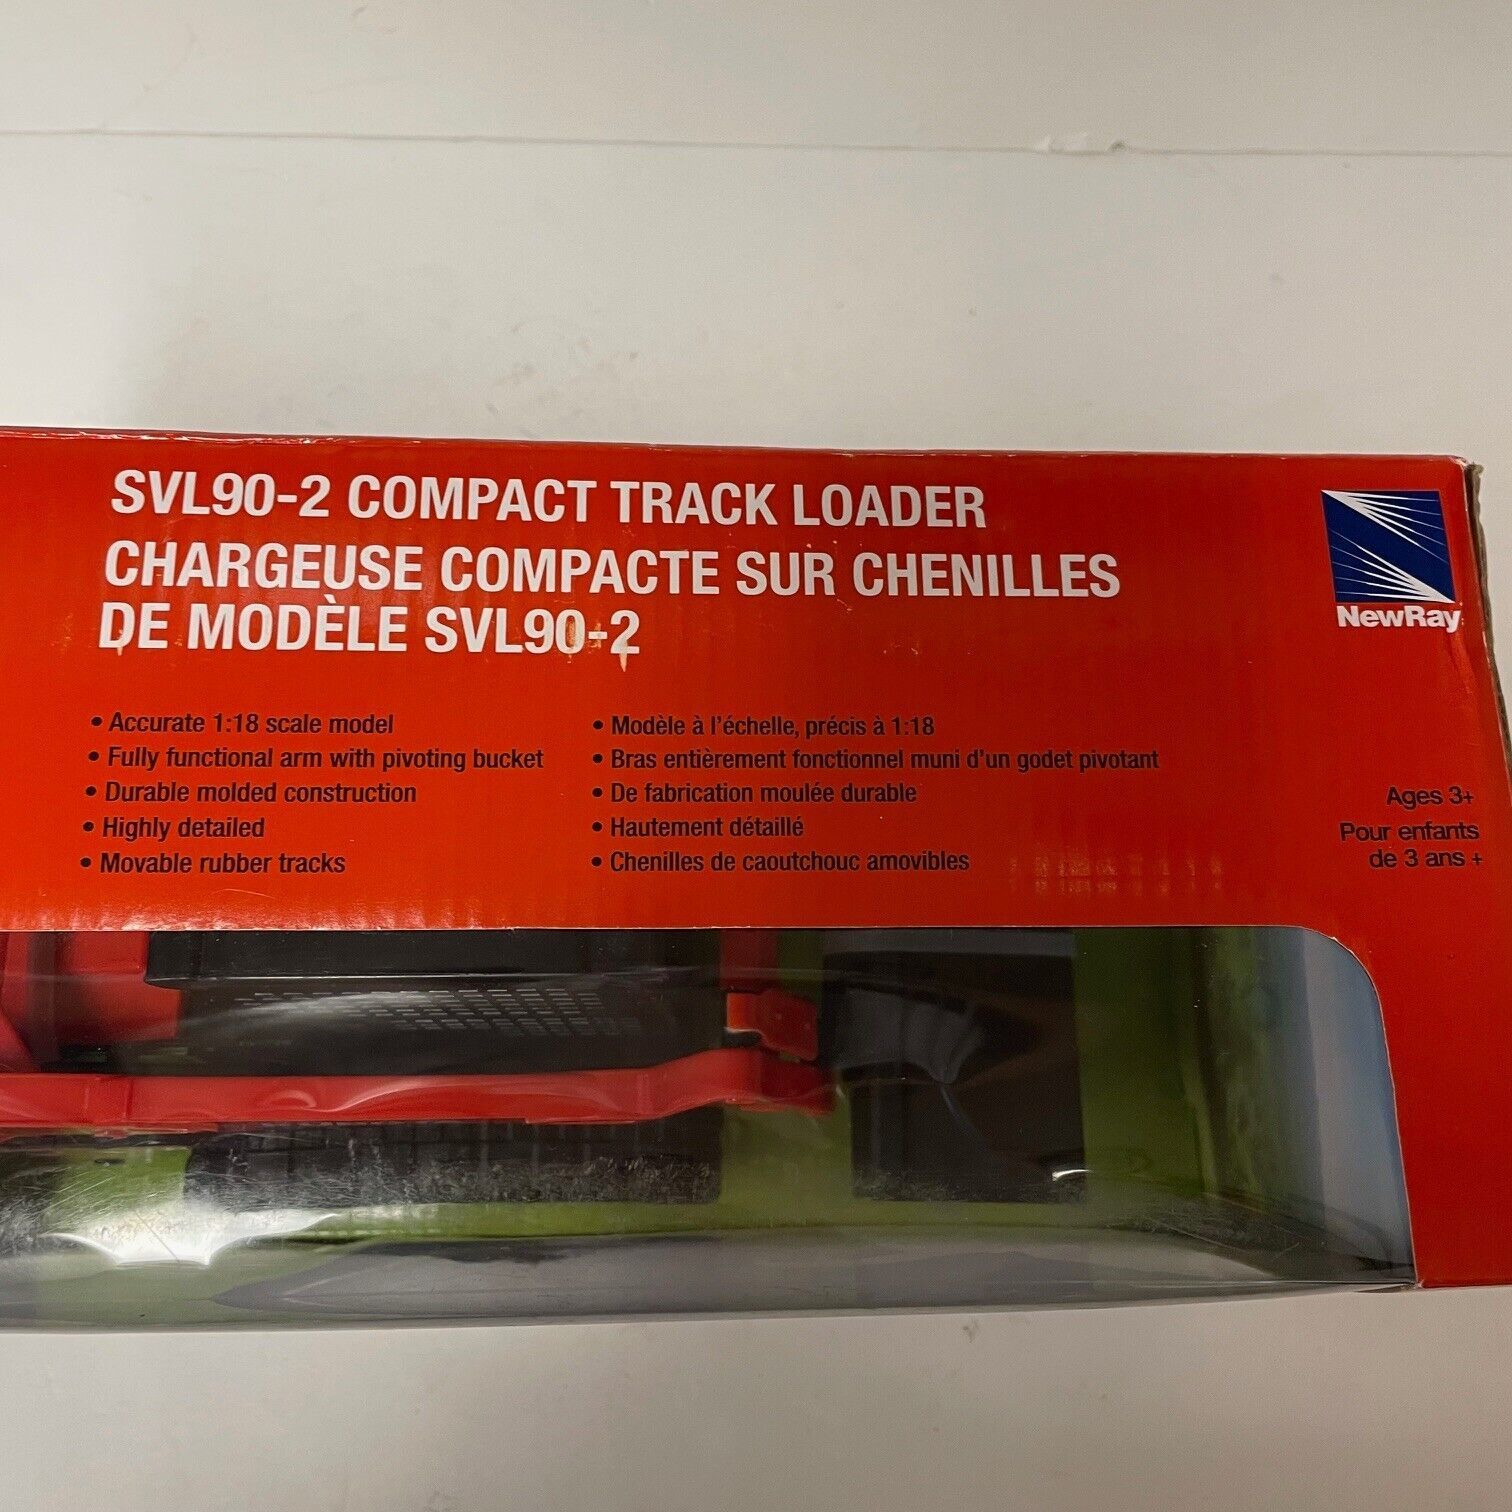 SVL90-2 COMPACT TRACK LOADER
CHARGEUSE COMPACTE SUR CHENILLES
DE MODÈLE SVL90-2
NewRay
• Accurate 1:18 scale model
• Fully functional arm with pivoting bucket
• Durable molded construction
• Highly detailed
• Movable rubber tracks
• Modèle à l'échelle, précis à 1:18
• Bras entièrement fonctionnel muni d'un godet pivotant
• De fabrication moulée durable
• Hautement détaillé
• Chenilles de caoutchouc amovibles
Ages 3+
Pour enfants
de 3 ans +